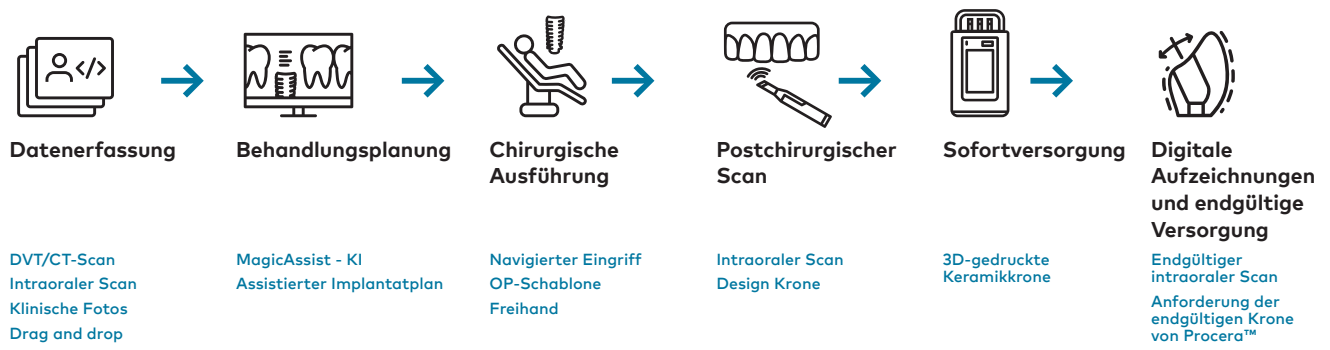 </>
Datenerfassung
DVT/CT-Scan
Intraoraler Scan
Klinische Fotos
Drag and drop
Behandlungsplanung
MagicAssist - KI
Assistierter Implantatplan
Chirurgische
Ausführung
Navigierter Eingriff
OP-Schablone
Freihand
Postchirurgischer
Scan
Intraoraler Scan
Design Krone
Sofortversorgung
3D-gedruckte
Keramikkrone
Digitale
Aufzeichnungen
und endgültige
Versorgung
Endgültiger
intraoraler Scan
Anforderung der
endgültigen Krone
von Procera™